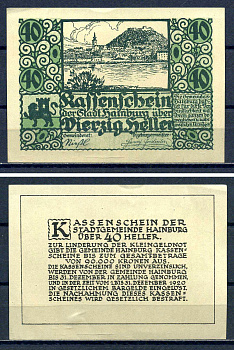 40
40
Kassenschein
der Stadt Hainburg über
Vierzig Heller
40
40
KASSENSCHEIN DER
STADTGEMEINDE HAINBURG
ÜBER 40 HELLER.
ZUR LINDERUNG DER KLEINGELDNOT
GIBT DIE GEMEINDE HAINBURG KASSEN-
SCHEINE BIS ZUM GESAMTBETRAGE
VON 90.000 KRONEN AUS.
DIE KASSENSCHEINE SIND UNVERZINSLICH,
WERDEN VON DER GEMEINDE HAINBURG
BIS 31. DEZEMBER IN ZAHLUNG GENOMMEN
UND IN DER ZEIT VOM 1. BIS 31. DEZEMBER 1920
IN GESETZLICHEM BARGELDE EINGELÖST.
DIE NACHAHMUNG DIESES KASSEN-
SCHEINES WIRD GESETZLICH BESTRAFT.